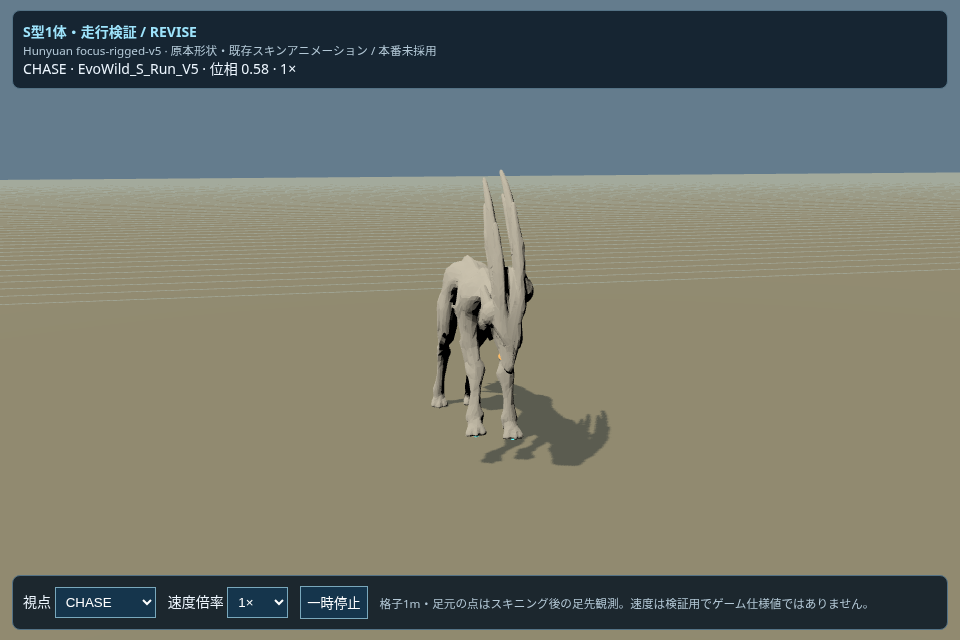 S型1体・走行検証 / REVISE
Hunyuan focus-rigged-v5 · 原本形状・既存スキンアニメーション / 本番未採用
CHASE · EvoWild_S_Run_V5 · 位相 0.58 · 1×
視点 CHASE 速度倍率 1× 一時停止 格子1m・足元の点はスキニング後の足先観測。速度は検証用でゲーム仕様値ではありません。